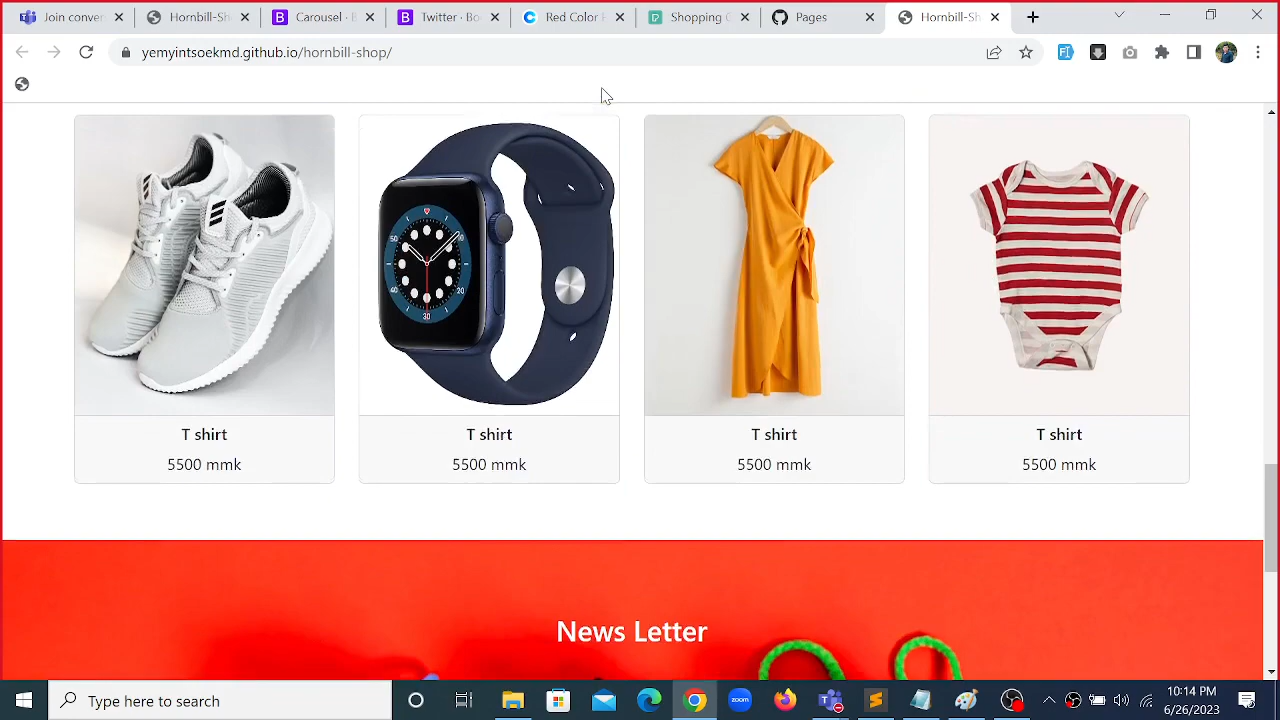 Join conver
Hornbill-Sh
Carousel · B
Twitter · Bo
Red Color H
Shopping C
Pages
Hornbill-Sh
yemyintsoekmd.github.io/hornbill-shop/
T shirt
5500 mmk
T shirt
5500 mmk
T shirt
5500 mmk
T shirt
5500 mmk
News Letter
Type here to search
zoom
10:14 PM
6/26/2023